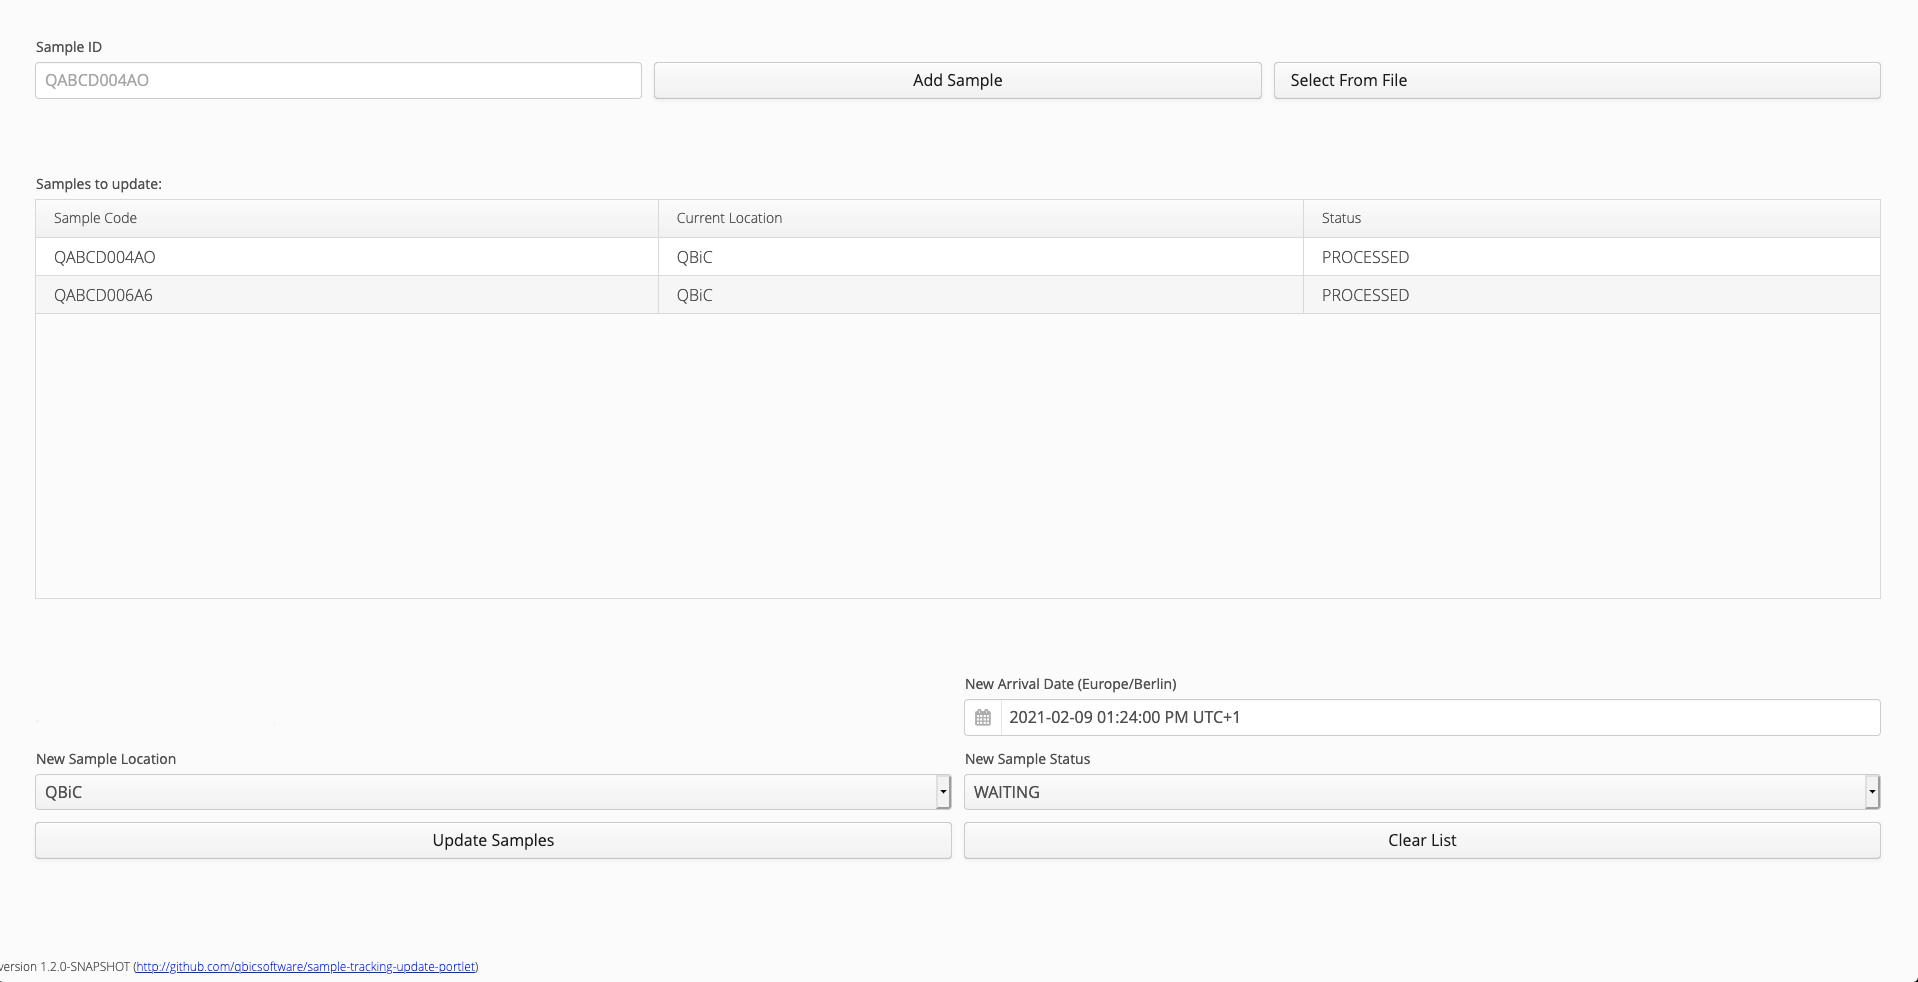 Sample ID
QABCD004AO
Add Sample
Select From File
Samples to update:
Sample Code Current Location Status
QABCD004AO QBiC PROCESSED
QABCD006A6 QBiC PROCESSED
New Arrival Date (Europe/Berlin)
2021-02-09 01:24:00 PM UTC+1
New Sample Location
New Sample Status
QBiC
WAITING
Update Samples
Clear List
version 1.2.0-SNAPSHOT (http://github.com/qbicsoftware/sample-tracking-update-portlet)